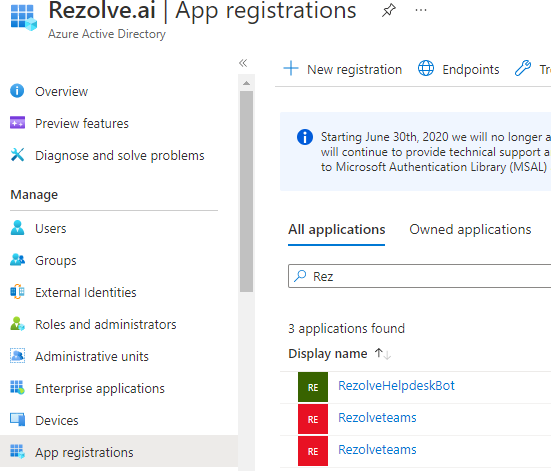 Rezolve.ai | App registrations
Azure Active Directory
Overview
Preview features
Diagnose and solve problems
Manage
Users
Groups
External Identities
Roles and administrators
Administrative units
Enterprise applications
Devices
App registrations
New registration Endpoints
Starting June 30th, 2020 we will no longer
will continue to provide technical support
to Microsoft Authentication Library (MSAL)
All applications Owned applications
Rez
3 applications found
Display name
RE RezolveHelpdeskBot
RE Rezolveteams
RE Rezolveteams